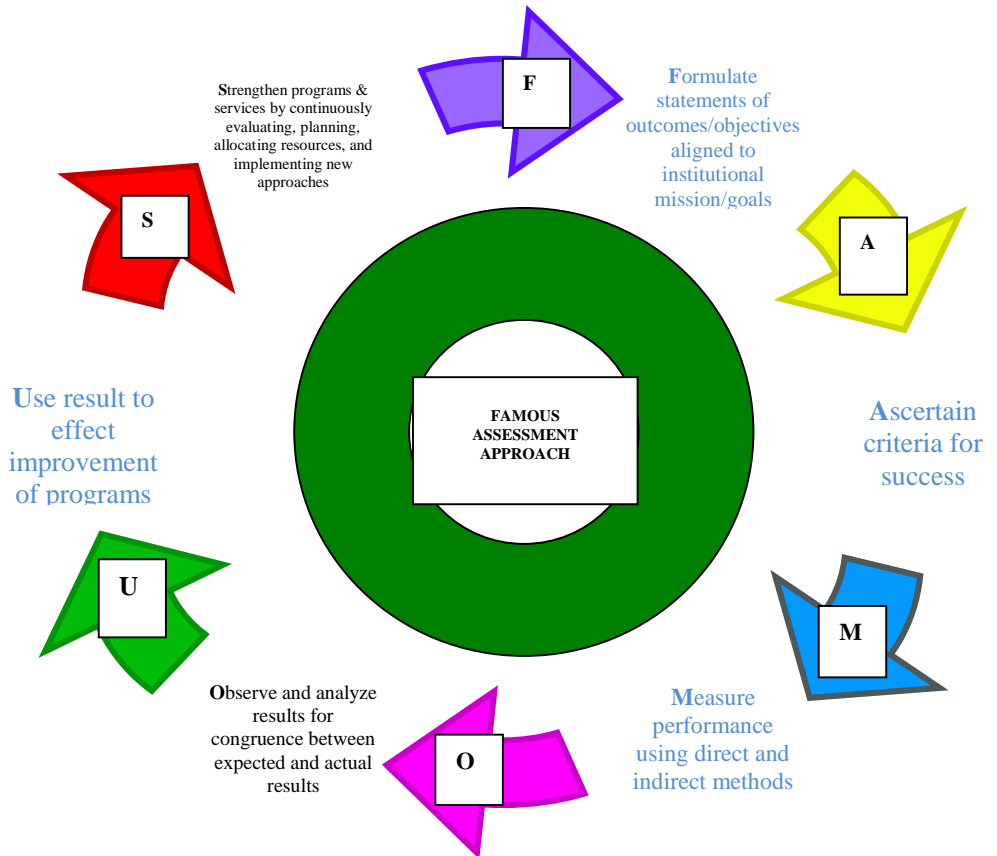 F
Formulate
statements of
outcomes/objectives
aligned to
institutional
mission/goals
A
Ascertain
criteria for
success
M
Measure
performance
using direct and
indirect methods
O
Observe and analyze
results for
congruence between
expected and actual
results
U
Use result to
effect
improvement
of programs
S
Strengthen programs &
services by continuously
evaluating, planning,
allocating resources, and
implementing new
approaches
FAMOUS
ASSESSMENT
APPROACH